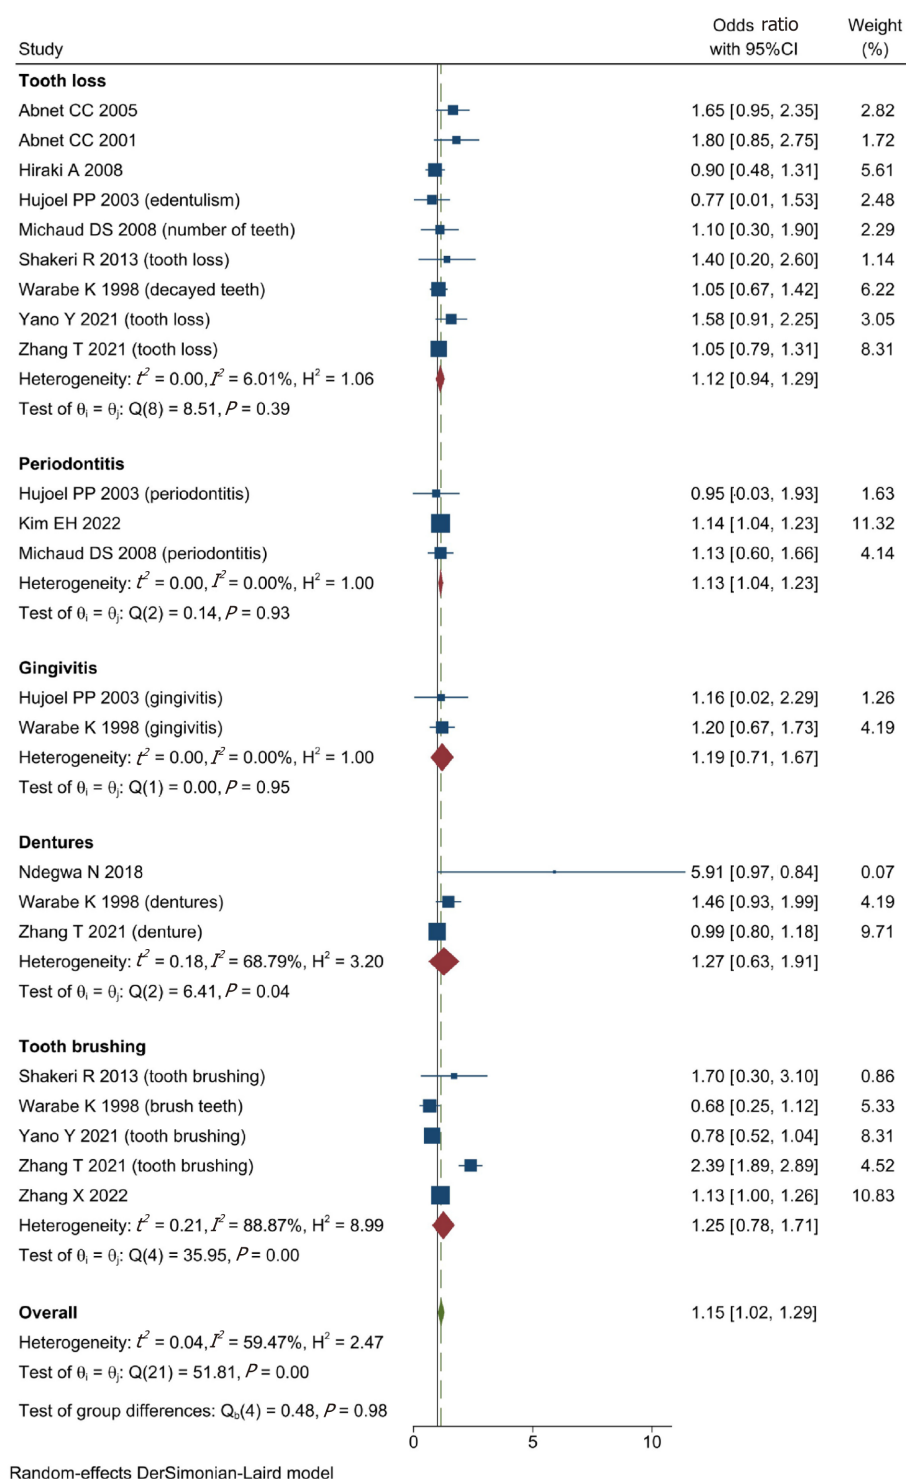 Odds ratio Weight
Study with 95%CI (%)
Tooth loss
Abnet CC 2005 1.65 [0.95, 2.35] 2.82
Abnet CC 2001 1.80 [0.85, 2.75] 1.72
Hiraki A 2008 0.90 [0.48, 1.31] 5.61
Hujoel PP 2003 (edentulism) 0.77 [0.01, 1.53] 2.48
Michaud DS 2008 (number of teeth) 1.10 [0.30, 1.90] 2.29
Shakeri R 2013 (tooth loss) 1.40 [0.20, 2.60] 1.14
Warabe K 1998 (decayed teeth) 1.05 [0.67, 1.42] 6.22
Yano Y 2021 (tooth loss) 1.58 [0.91, 2.25] 3.05
Zhang T 2021 (tooth loss) 1.05 [0.79, 1.31] 8.31
Heterogeneity: t² = 0.00, I² = 6.01%, H² = 1.06 1.12 [0.94, 1.29]
Test of θi = θj: Q(8) = 8.51, P = 0.39
Periodontitis
Hujoel PP 2003 (periodontitis) 0.95 [-0.03, 1.93] 1.63
Kim EH 2022 1.14 [1.04, 1.23] 11.32
Michaud DS 2008 (periodontitis) 1.13 [0.60, 1.66] 4.14
Heterogeneity: t² = 0.00, I² = 0.00%, H² = 1.00 1.13 [1.04, 1.23]
Test of θi = θj: Q(2) = 0.14, P = 0.93
Gingivitis
Hujoel PP 2003 (gingivitis) 1.16 [0.02, 2.29] 1.26
Warabe K 1998 (gingivitis) 1.20 [0.67, 1.73] 4.19
Heterogeneity: t² = 0.00, I² = 0.00%, H² = 1.00 1.19 [0.71, 1.67]
Test of θi = θj: Q(1) = 0.00, P = 0.95
Dentures
Ndegwa N 2018 5.91 [0.97, 0.84] 0.07
Warabe K 1998 (dentures) 1.46 [0.93, 1.99] 4.19
Zhang T 2021 (denture) 0.99 [0.80, 1.18] 9.71
Heterogeneity: t² = 0.18, I² = 68.79%, H² = 3.20 1.27 [0.63, 1.91]
Test of θi = θj: Q(2) = 6.41, P = 0.04
Tooth brushing
Shakeri R 2013 (tooth brushing) 1.70 [0.30, 3.10] 0.86
Warabe K 1998 (brush teeth) 0.68 [0.25, 1.12] 5.33
Yano Y 2021 (tooth brushing) 0.78 [0.52, 1.04] 8.31
Zhang T 2021 (tooth brushing) 2.39 [1.89, 2.89] 4.52
Zhang X 2022 1.13 [1.00, 1.26] 10.83
Heterogeneity: t² = 0.21, I² = 88.87%, H² = 8.99 1.25 [0.78, 1.71]
Test of θi = θj: Q(4) = 35.95, P = 0.00
Overall 1.15 [1.02, 1.29]
Heterogeneity: t² = 0.04, I² = 59.47%, H² = 2.47
Test of θi = θj: Q(21) = 51.81, P = 0.00
Test of group differences: Qb(4) = 0.48, P = 0.98
0 5 10
Random-effects DerSimonian-Laird model